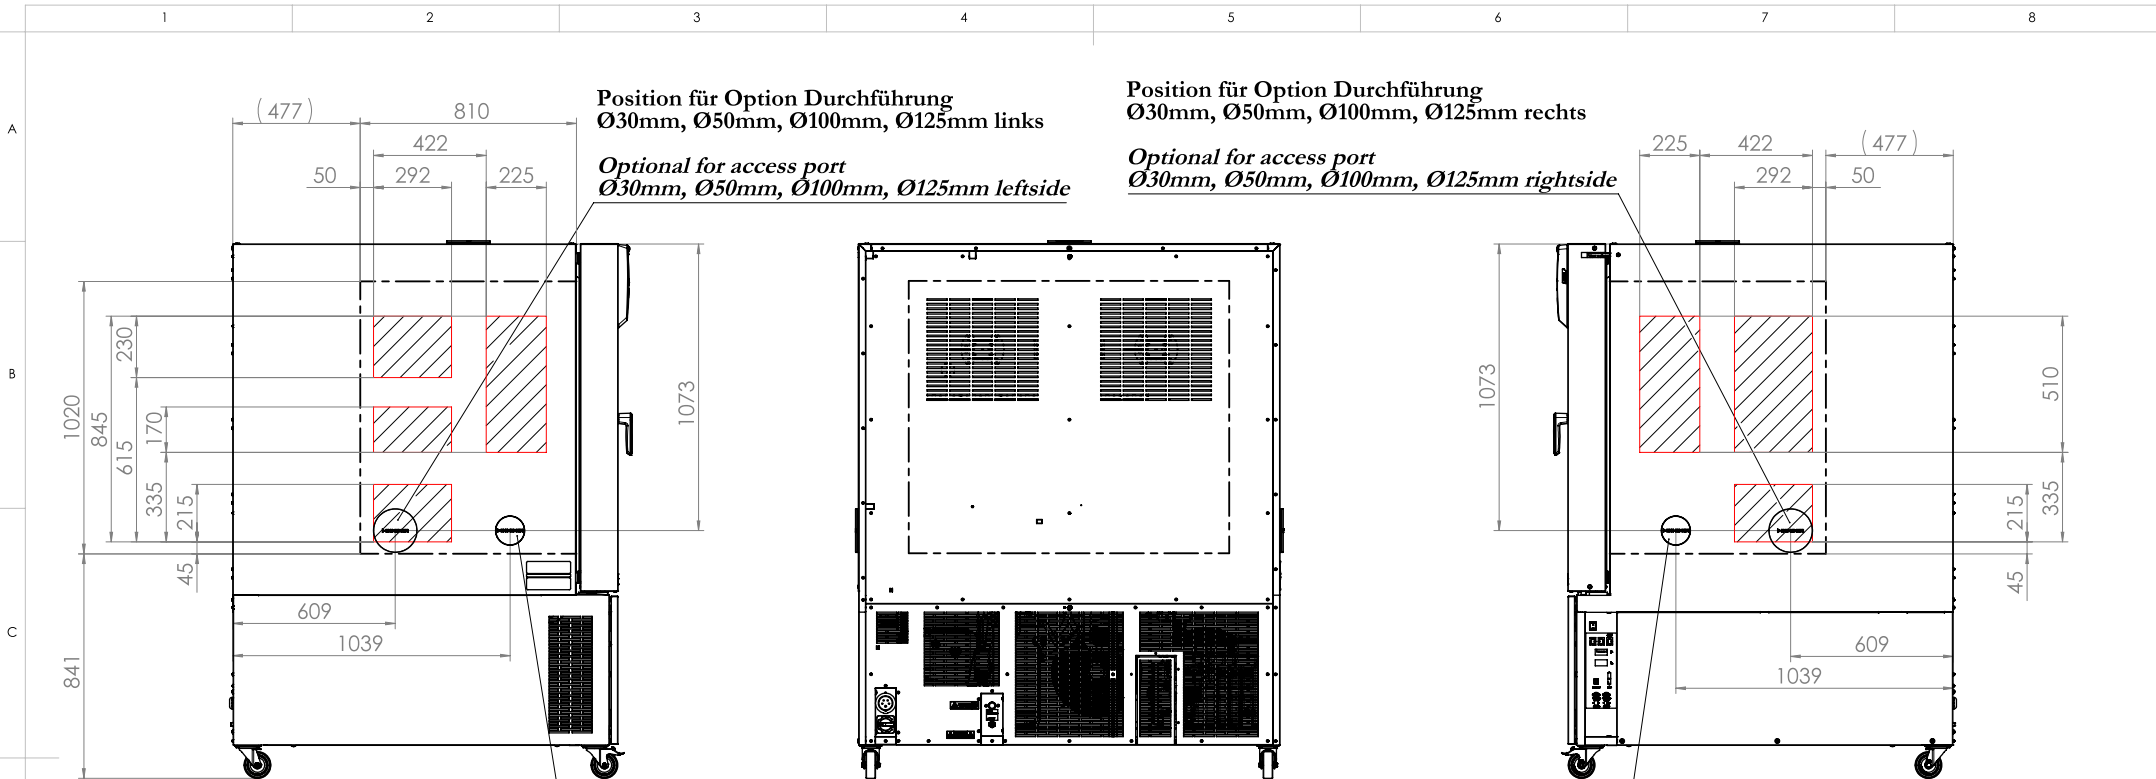 1 2 3 4 5 6 7 8
A
B
C
Position für Option Durchführung
Ø30mm, Ø50mm, Ø100mm, Ø125mm links
Optional for access port
Ø30mm, Ø50mm, Ø100mm, Ø125mm leftside
(477) 810
422
50 292 225
1020
845
230
615
170
335
215
45
841
1073
609
1039
Position für Option Durchführung
Ø30mm, Ø50mm, Ø100mm, Ø125mm rechts
Optional for access port
Ø30mm, Ø50mm, Ø100mm, Ø125mm rightside
225 422 (477)
292 50
1073
510
335
215
45
609
1039